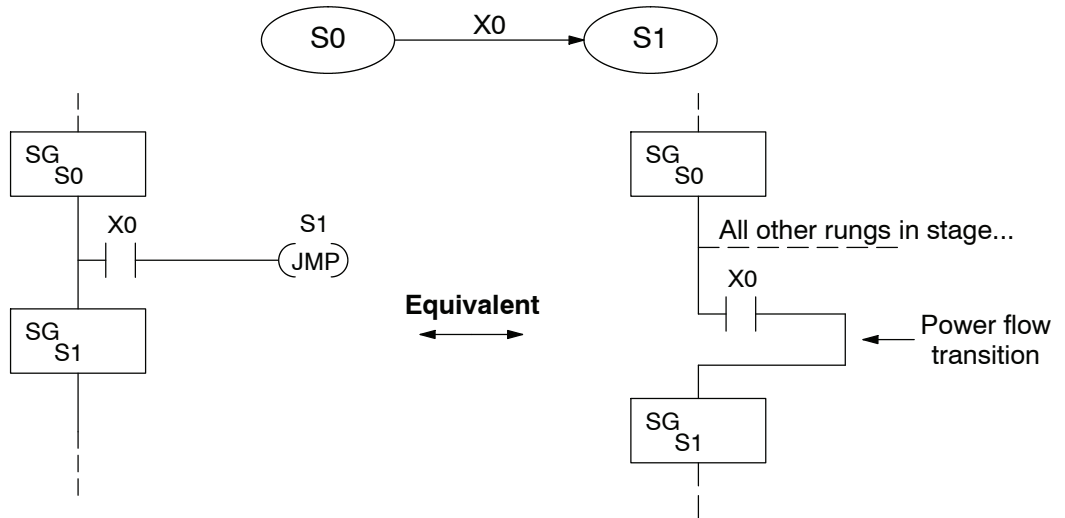 S0
X0
S1
SG
S0
X0
S1
JMP
SG
S1
Equivalent
SG
S0
All other rungs in stage...
X0
Power flow
transition
SG
S1